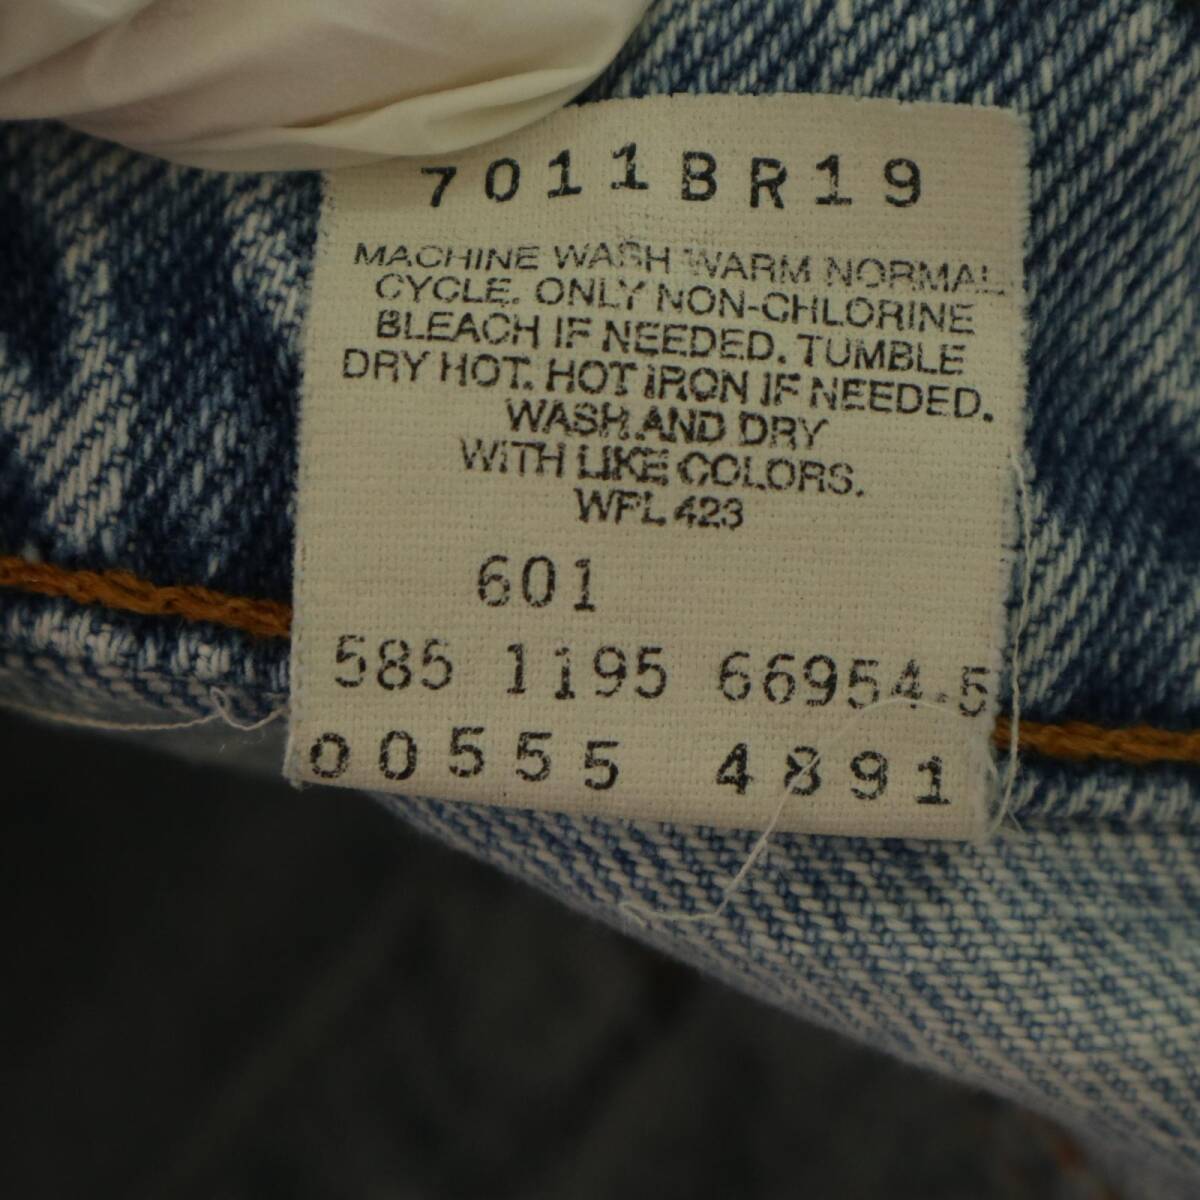 7011BR19
MACHINE WASH WARM NORMAL
CYCLE. ONLY NON-CHLORINE
BLEACH IF NEEDED. TUMBLE
DRY HOT. HOT IRON IF NEEDED.
WASH AND DRY
WITH LIKE COLORS.
WPL 423
601
585 1195 66954-5
00555 4891